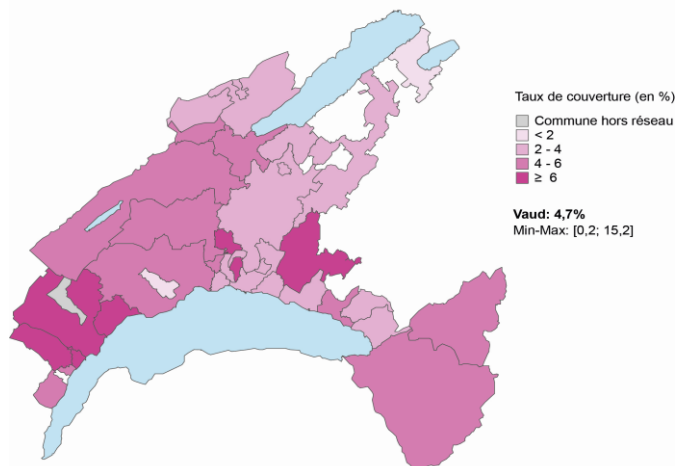 Taux de couverture (en %)
Commune hors réseau
< 2
2 - 4
4 - 6
≥ 6
Vaud: 4,7%
Min-Max: [0,2; 15,2]